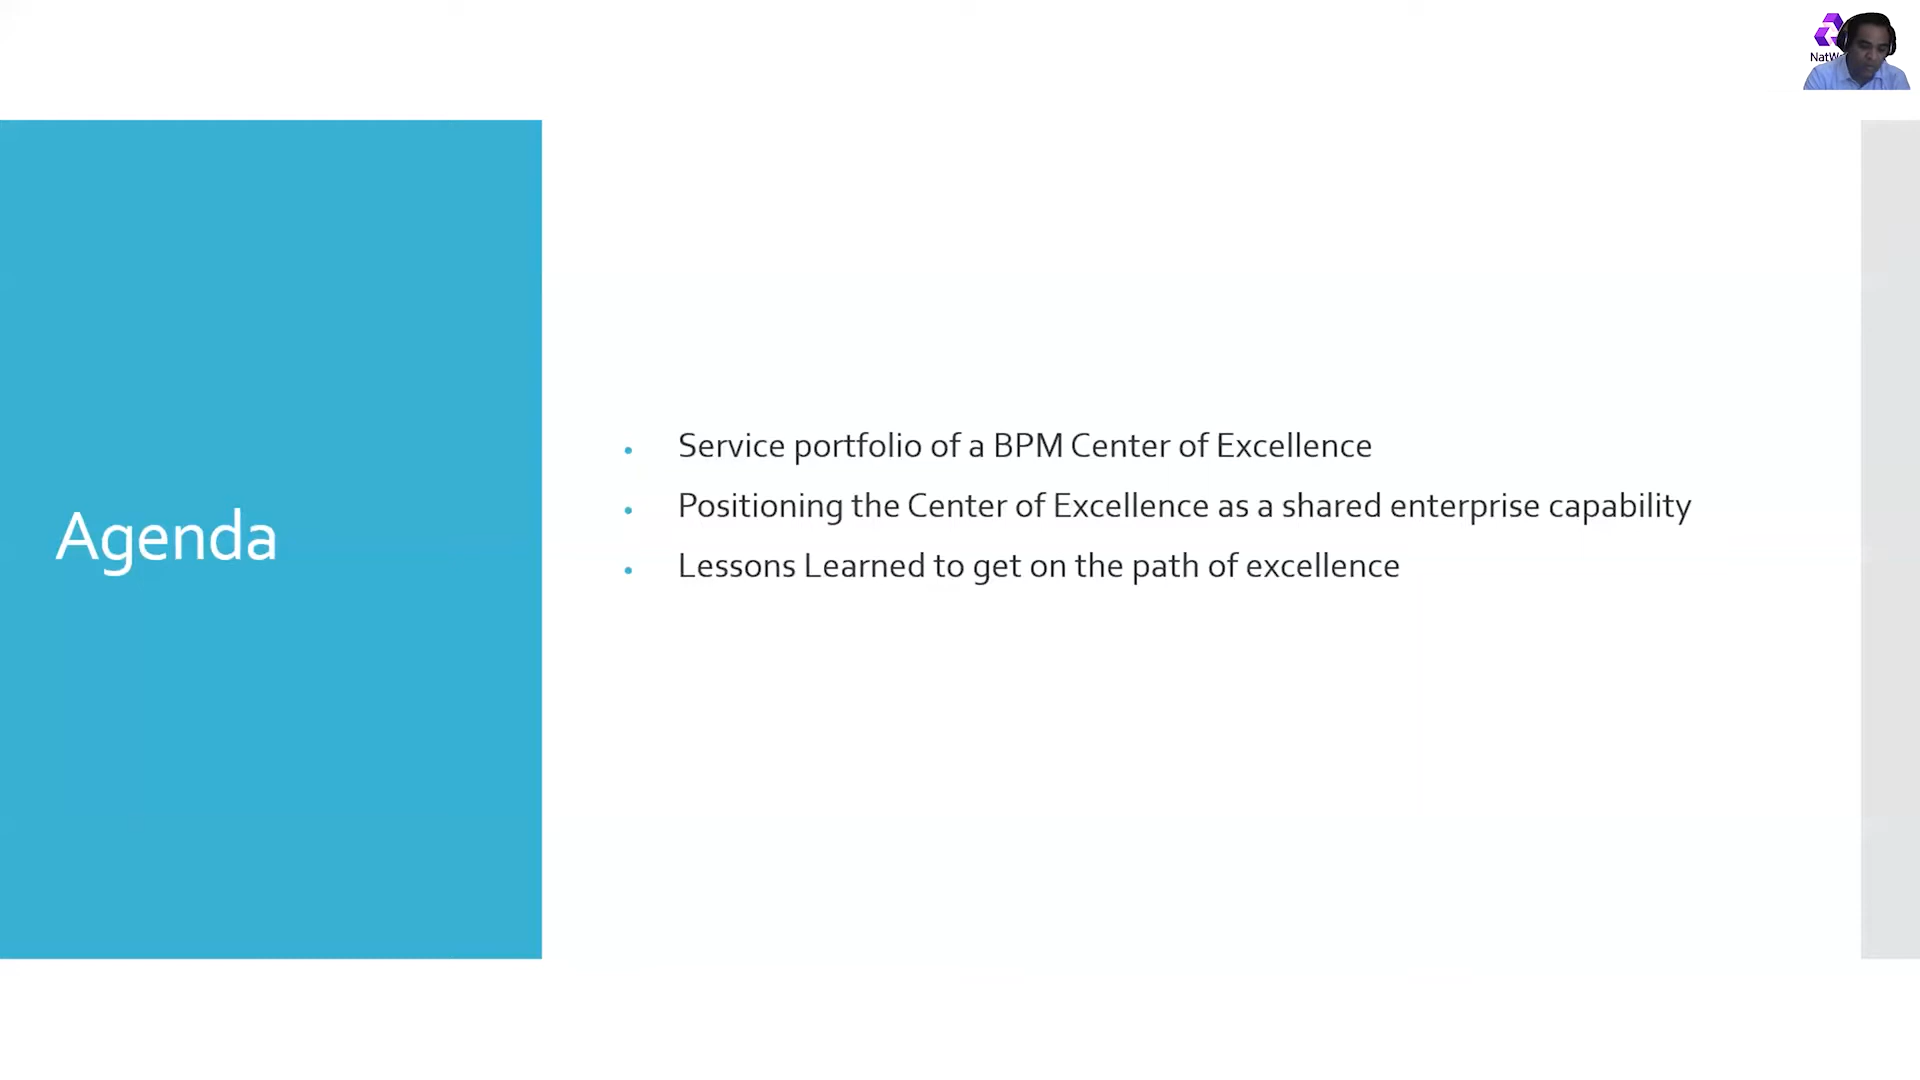 Agenda
Service portfolio of a BPM Center of Excellence
Positioning the Center of Excellence as a shared enterprise capability
Lessons Learned to get on the path of excellence